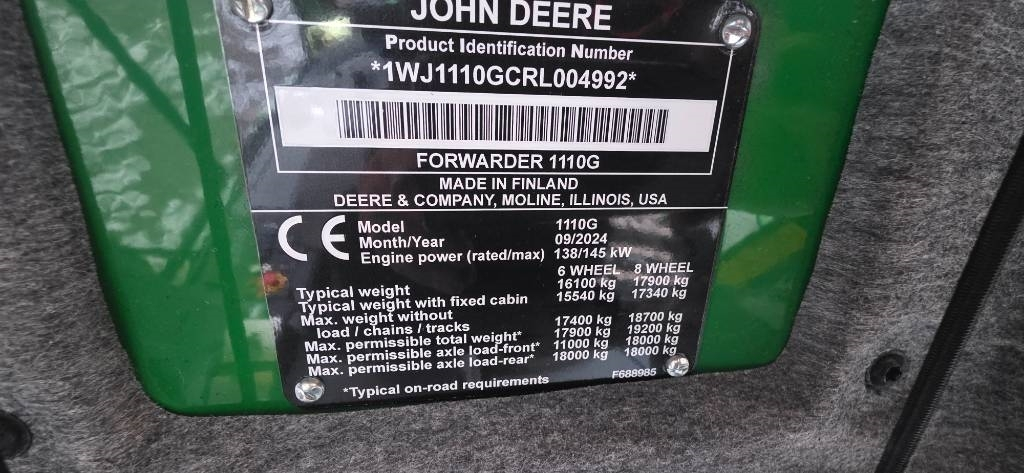 JOHN DEERE
Product Identification Number
*1WJ1110GCRL004992*
FORWARDER 1110G
MADE IN FINLAND
DEERE & COMPANY, MOLINE, ILLINOIS, USA
CE
Model 1110G
Month/Year 09/2024
Engine power (rated/max) 138/145 kW
6 WHEEL 8 WHEEL
Typical weight 16100 kg 17900 kg
Typical weight with fixed cabin 15540 kg 17340 kg
Max. weight without
load / chains / tracks 17400 kg 18700 kg
Max. permissible total weight* 17900 kg 19200 kg
Max. permissible axle load-front* 11000 kg 18000 kg
Max. permissible axle load-rear* 18000 kg 18000 kg
*Typical on-road requirements F688985